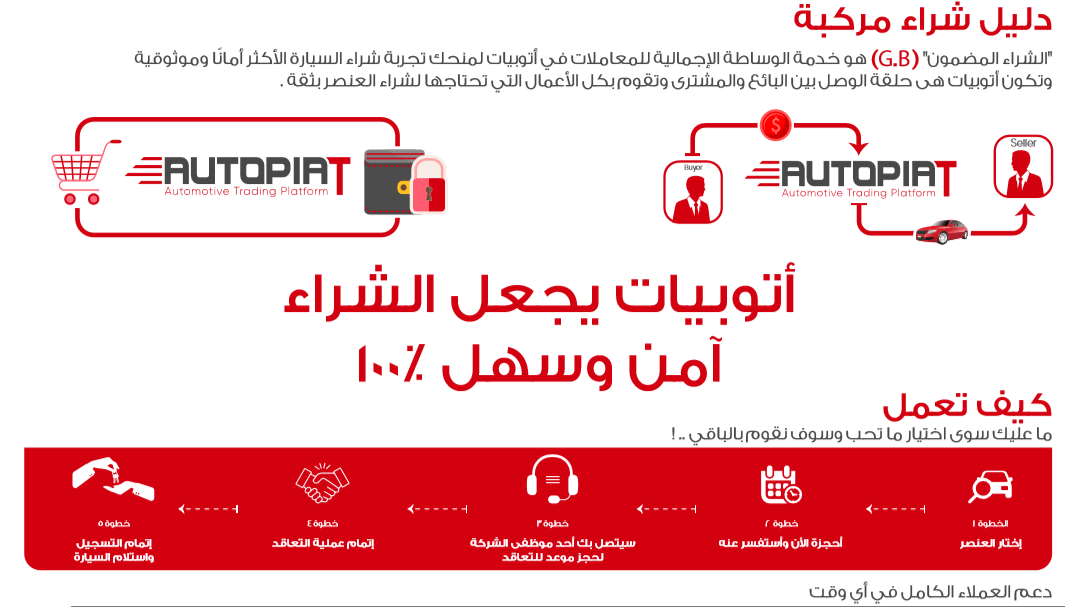 دليل شراء مركبة
"الشراء المضمون" (G.B) هو خدمة الوساطة الإجمالية للمعاملات في أتوبيات لمنحك تجربة شراء السيارة الأكثر أمانًا وموثوقية
وتكون أتوبيات هى حلقة الوصل بين البائع والمشترى وتقوم بكل الأعمال التي تحتاجها لشراء العنصر بثقة .
Seller
$
Buyer
AUTOPIAT
Automotive Trading Platform
AUTOPIAT
Automotive Trading Platform
أتوبيات يجعل الشراء
آمن وسهل ٪١٠٠
كيف تعمل
ما عليك سوى اختيار ما تحب وسوف نقوم بالباقي .. !
الخطوة ١
إختار العنصر
خطوة ٢
أحجزة الأن وأستفسر عنه
خطوة ٣
سيتصل بك أحد موظفى الشركة
لحجز موعد للتعاقد
خطوة ٤
إتمام عملية التعاقد
خطوة ٥
إتمام التسجيل
واستلام السيارة
دعم العملاء الكامل في أي وقت